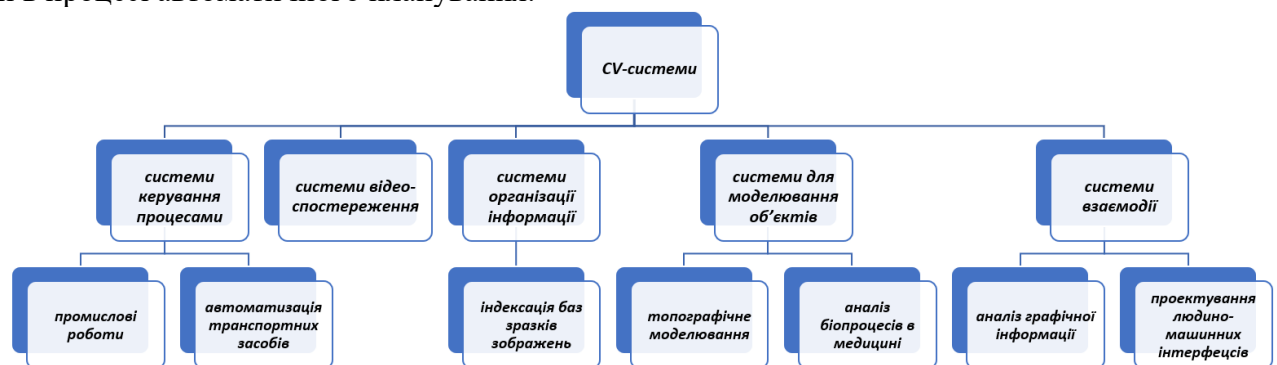 CV-системи
системи
керування
процесами
системи відео-
спостереження
системи
організації
інформації
системи для
моделювання
об’єктів
системи
взаємодії
промислові
роботи
автоматизація
транспортних
засобів
індексація баз
зразків
зображень
топографічне
моделювання
аналіз
біопроцесів в
медицині
аналіз графічної
інформації
проектування
людино-
машинних
інтерфецсів